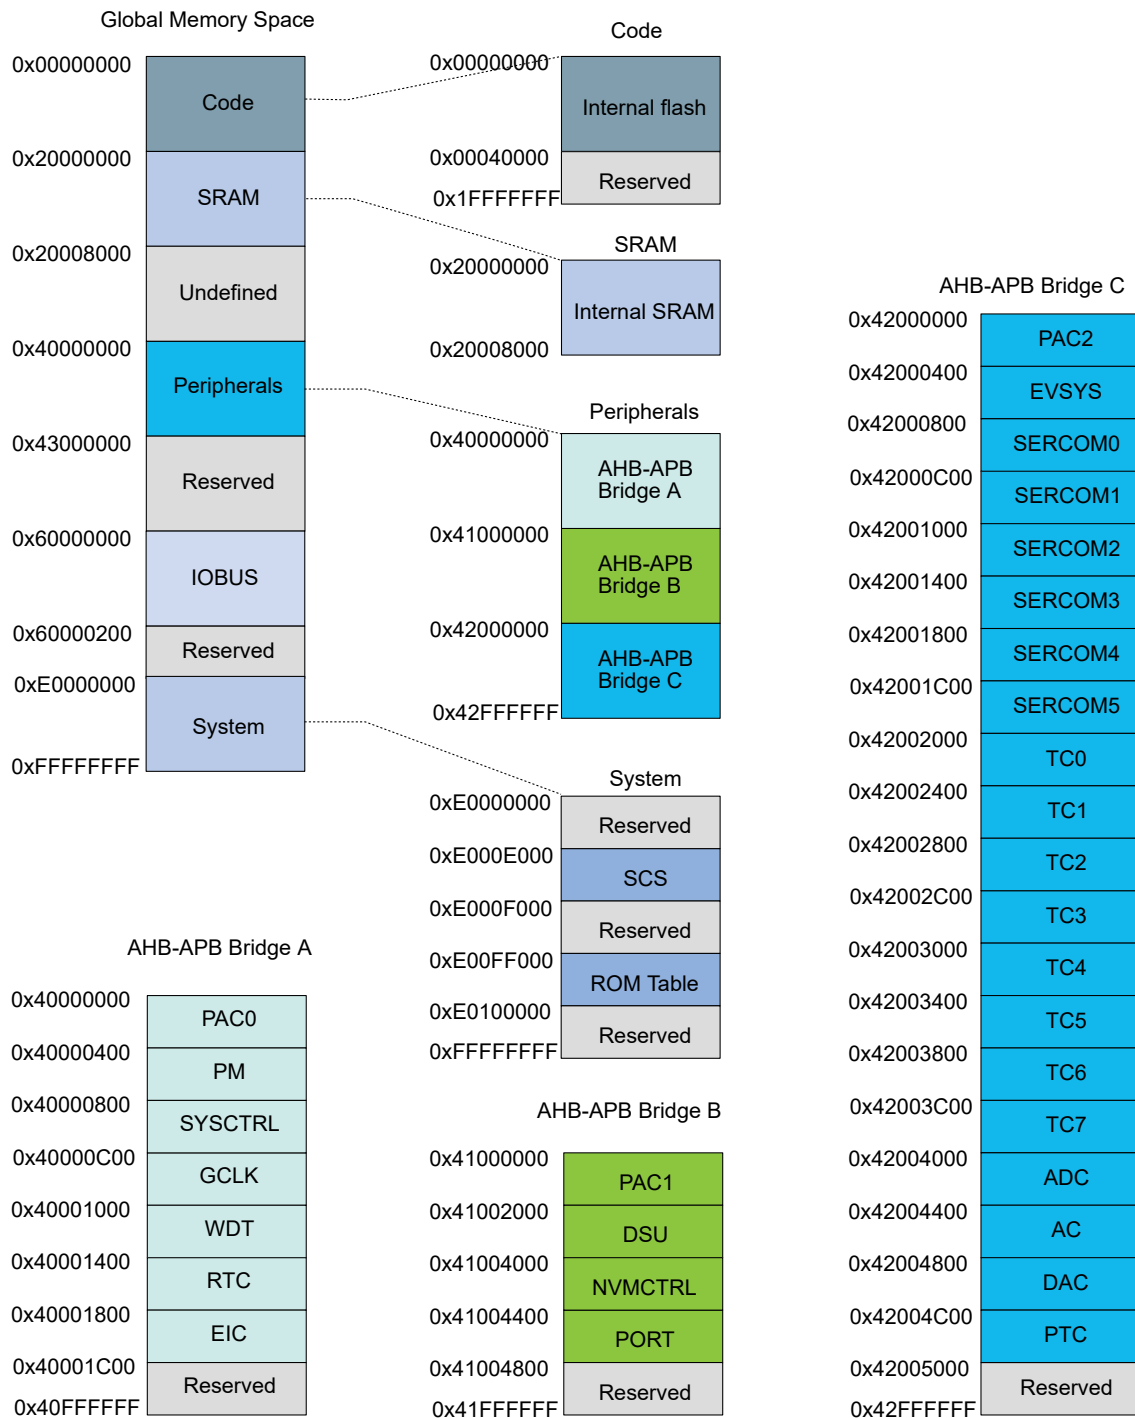 Global Memory Space
0x00000000
Code
0x20000000
SRAM
0x20008000
Undefined
0x40000000
Peripherals
0x43000000
Reserved
0x60000000
IOBUS
0x60000200
Reserved
0xE0000000
System
0xFFFFFFFF
Code
0x00000000
Internal flash
0x00040000
Reserved
0x1FFFFFFF
SRAM
0x20000000
Internal SRAM
0x20008000
Peripherals
0x40000000
AHB-APB
Bridge A
0x41000000
AHB-APB
Bridge B
0x42000000
AHB-APB
Bridge C
0x42FFFFFF
System
0xE0000000
Reserved
0xE000E000
SCS
0xE000F000
Reserved
0xE00FF000
ROM Table
0xE0100000
Reserved
0xFFFFFFFF
AHB-APB Bridge A
0x40000000
PAC0
0x40000400
PM
0x40000800
SYSCTRL
0x40000C00
GCLK
0x40001000
WDT
0x40001400
RTC
0x40001800
EIC
0x40001C00
Reserved
0x40FFFFFF
AHB-APB Bridge B
0x41000000
PAC1
0x41002000
DSU
0x41004000
NVMCTRL
0x41004400
PORT
0x41004800
Reserved
0x41FFFFFF
AHB-APB Bridge C
0x42000000
PAC2
0x42000400
EVSYS
0x42000800
SERCOM0
0x42000C00
SERCOM1
0x42001000
SERCOM2
0x42001400
SERCOM3
0x42001800
SERCOM4
0x42001C00
SERCOM5
0x42002000
TC0
0x42002400
TC1
0x42002800
TC2
0x42002C00
TC3
0x42003000
TC4
0x42003400
TC5
0x42003800
TC6
0x42003C00
TC7
0x42004000
ADC
0x42004400
AC
0x42004800
DAC
0x42004C00
PTC
0x42005000
Reserved
0x42FFFFFF